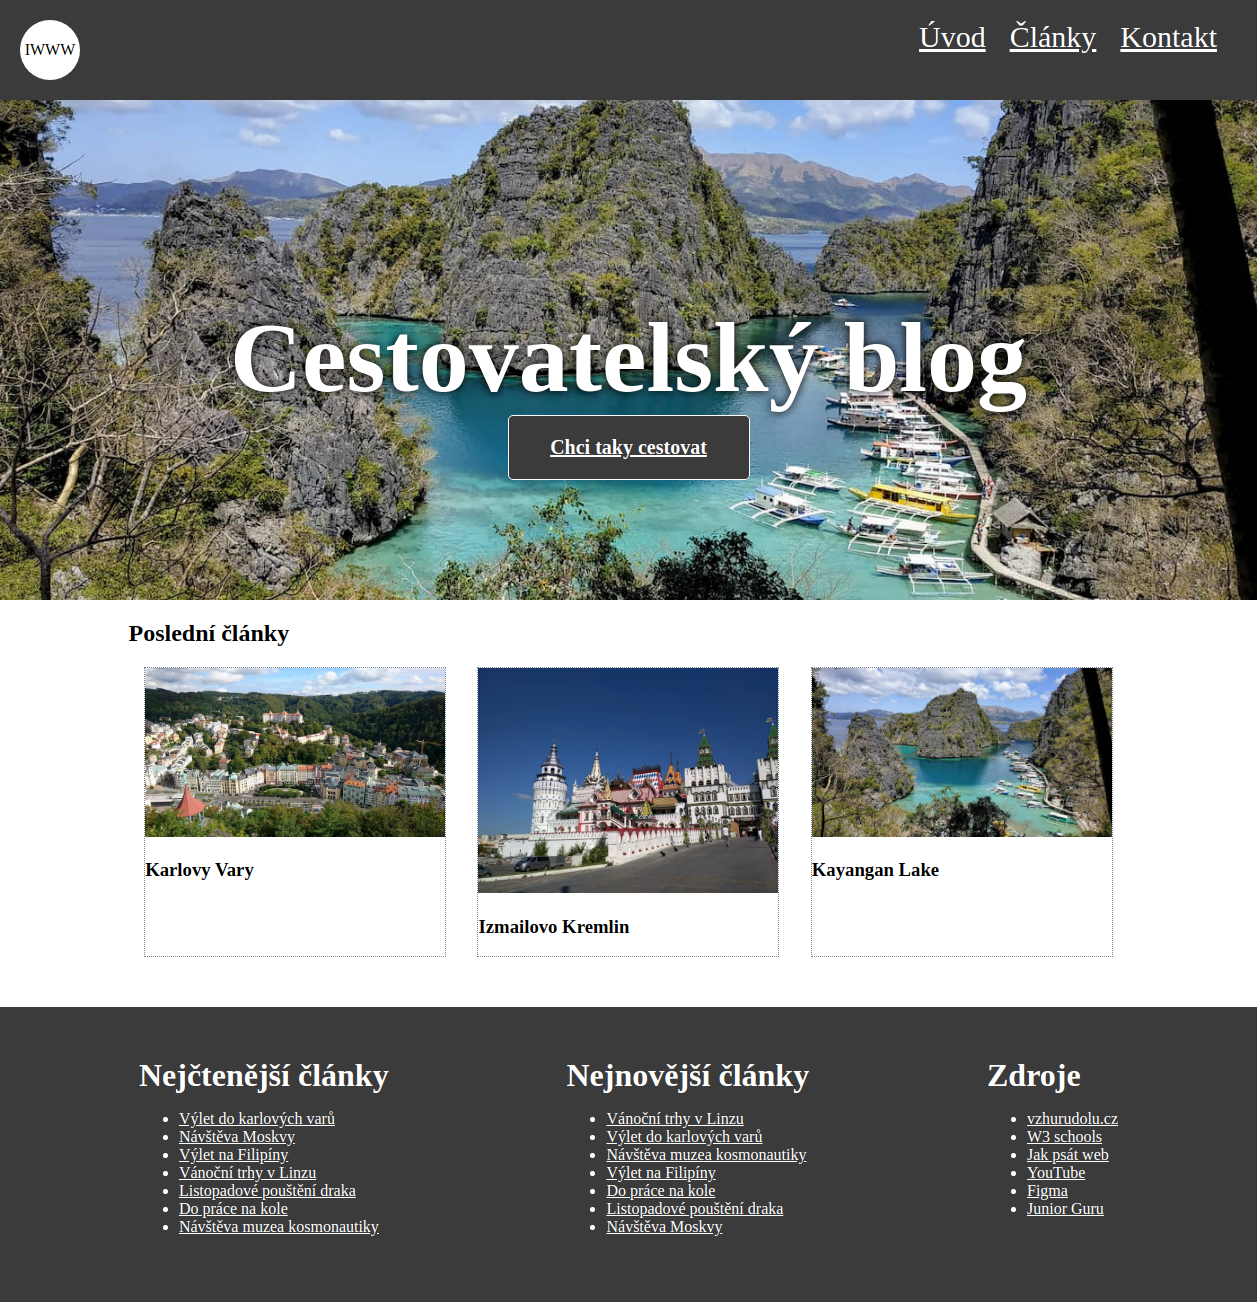 IWWW
Úvod Články Kontakt
Cestovatelský blog
Chci taky cestovat
Poslední články
Karlovy Vary
Izmailovo Kremlin
Kayangan Lake
Nejčtenější články
Výlet do karlových varů
Návštěva Moskvy
Výlet na Filipíny
Vánoční trhy v Linzu
Listopadové pouštění draka
Do práce na kole
Návštěva muzea kosmonautiky
Nejnovější články
Vánoční trhy v Linzu
Výlet do karlových varů
Návštěva muzea kosmonautiky
Výlet na Filipíny
Do práce na kole
Listopadové pouštění draka
Návštěva Moskvy
Zdroje
vzhurudolu.cz
W3 schools
Jak psát web
YouTube
Figma
Junior Guru